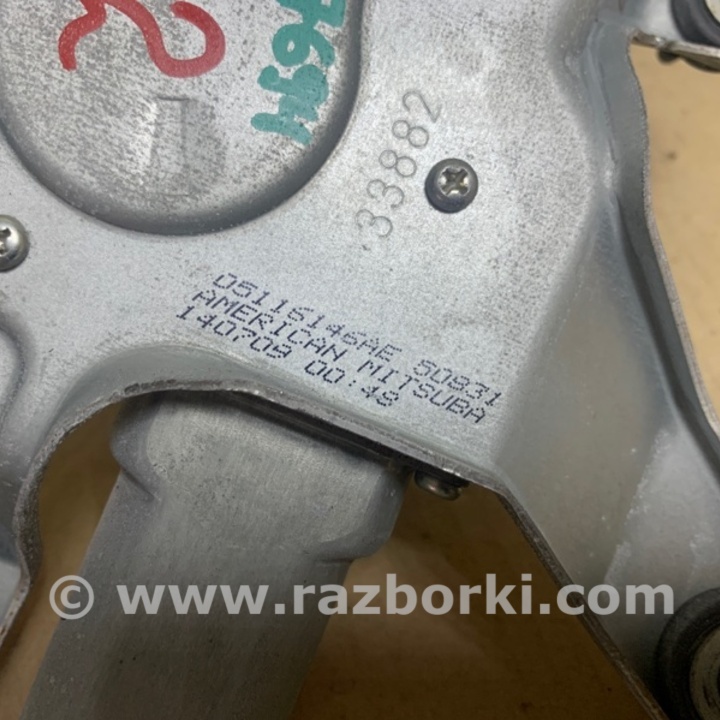 33882
05116146AE 50831
AMERICAN MITSUBA
140709 00:48
© www.razborki.com